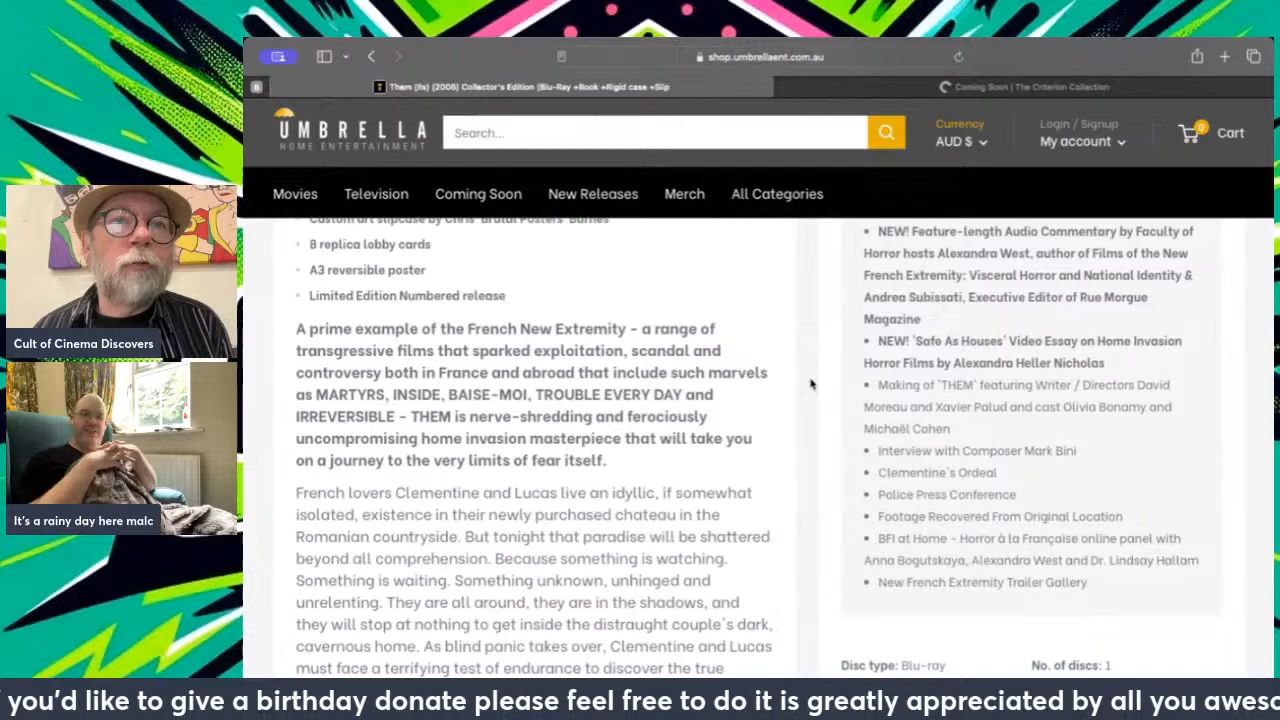 shop.umbrellaent.com.au
Them (Ils) (2006) Collector's Edition (Blu-Ray +Book +Rigid case +Slip
Coming Soon | The Criterion Collection
UMBRELLA
HOME ENTERTAINMENT
Search...
Currency
AUD $
Login / Signup
My account
0
Cart
Movies
Television
Coming Soon
New Releases
Merch
All Categories
Custom art slipcase by Chris 'Brutal Posters' Barnes
8 replica lobby cards
A3 reversible poster
Limited Edition Numbered release
A prime example of the French New Extremity - a range of
transgressive films that sparked exploitation, scandal and
controversy both in France and abroad that include such marvels
as MARTYRS, INSIDE, BAISE-MOI, TROUBLE EVERY DAY and
IRREVERSIBLE - THEM is nerve-shredding and ferociously
uncompromising home invasion masterpiece that will take you
on a journey to the very limits of fear itself.
French lovers Clementine and Lucas live an idyllic, if somewhat
isolated, existence in their newly purchased chateau in the
Romanian countryside. But tonight that paradise will be shattered
beyond all comprehension. Because something is watching.
Something is waiting. Something unknown, unhinged and
unrelenting. They are all around, they are in the shadows, and
they will stop at nothing to get inside the distraught couple's dark,
cavernous home. As blind panic takes over, Clementine and Lucas
must face a terrifying test of endurance to discover the true
NEW! Feature-length Audio Commentary by Faculty of
Horror hosts Alexandra West, author of Films of the New
French Extremity: Visceral Horror and National Identity &
Andrea Subissati, Executive Editor of Rue Morgue
Magazine
NEW! 'Safe As Houses' Video Essay on Home Invasion
Horror Films by Alexandra Heller Nicholas
Making of 'THEM' featuring Writer / Directors David
Moreau and Xavier Palud and cast Olivia Bonamy and
Michaël Cohen
Interview with Composer Mark Bini
Clementine's Ordeal
Police Press Conference
Footage Recovered From Original Location
BFI at Home - Horror à la Française online panel with
Anna Bogutskaya, Alexandra West and Dr. Lindsay Hallam
New French Extremity Trailer Gallery
Disc type: Blu-ray
No. of discs: 1
Cult of Cinema Discovers
It's a rainy day here malc
you'd like to give a birthday donate please feel free to do it is greatly appreciated by all you aweso